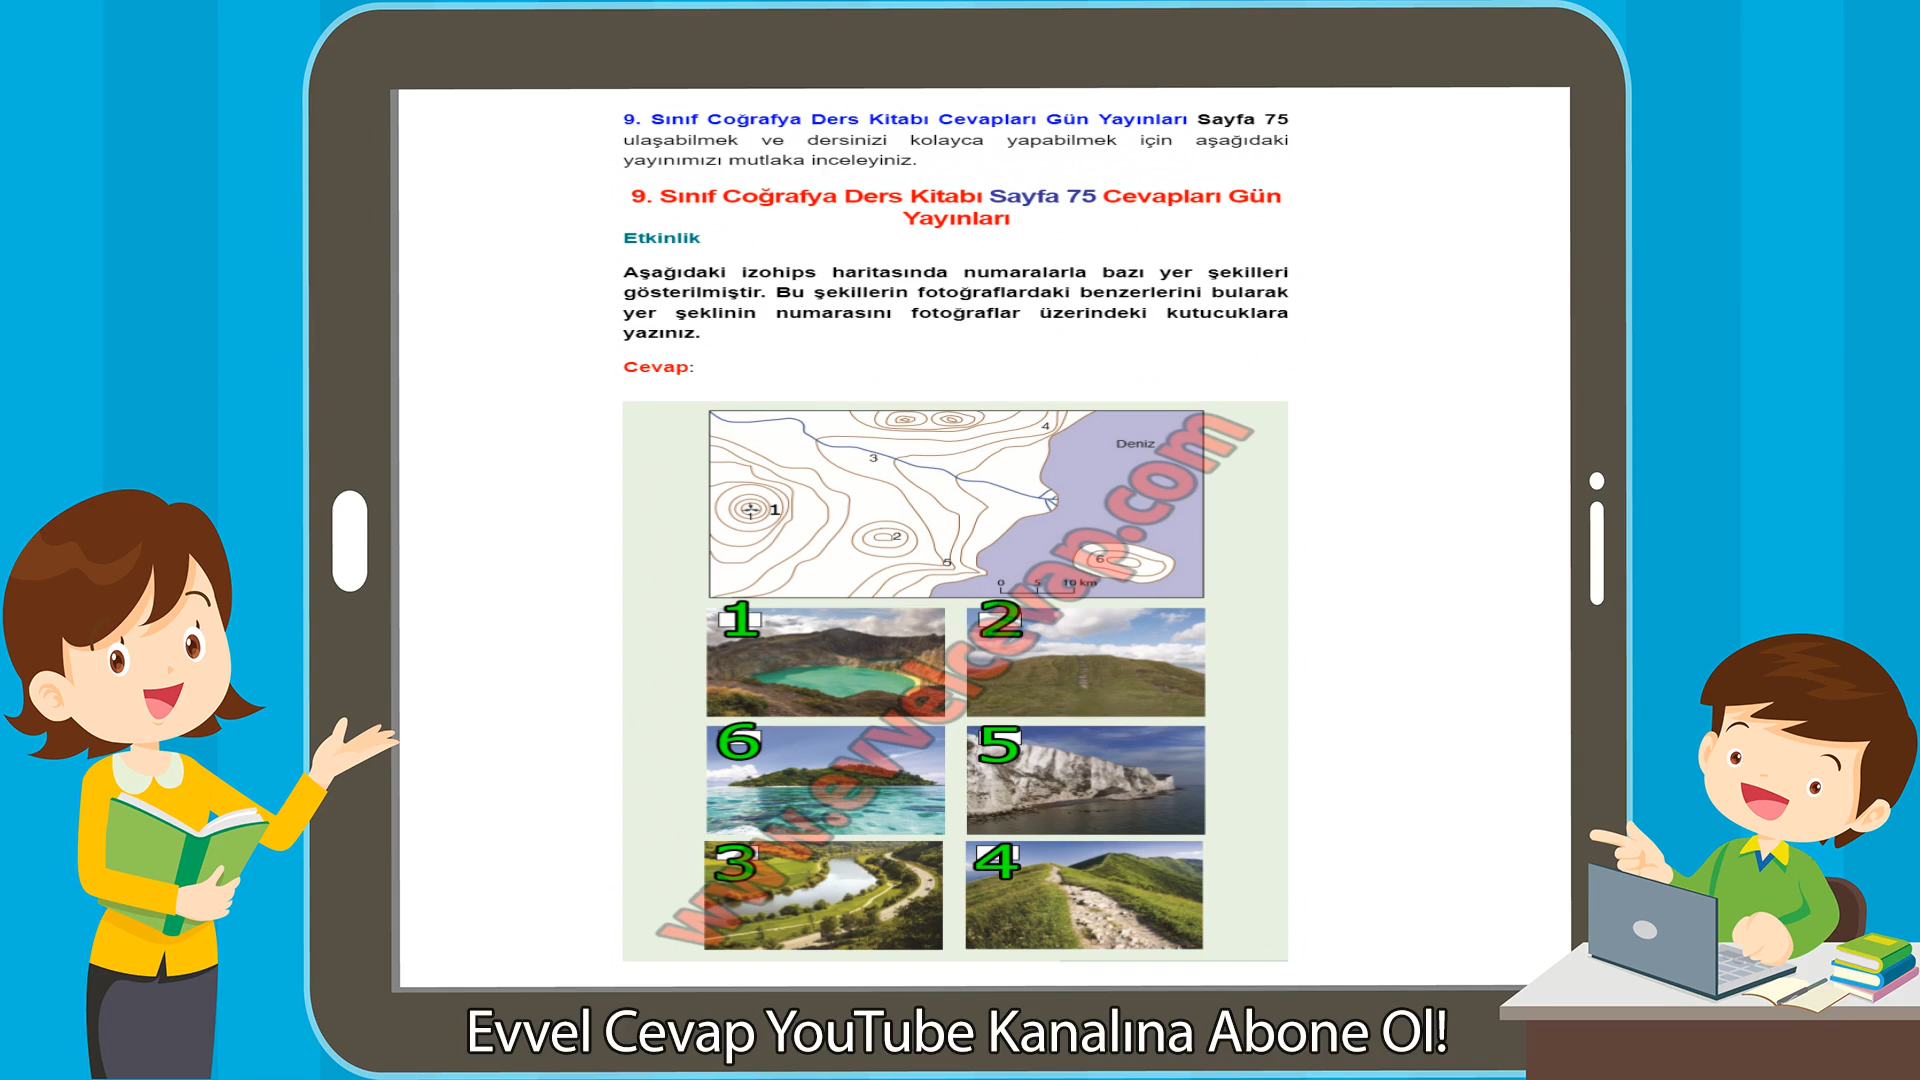 9. Sınıf Coğrafya Ders Kitabı Cevapları Gün Yayınları Sayfa 75
ulaşabilmek ve dersinizi kolayca yapabilmek için aşağıdaki
yayınımızı mutlaka inceleyiniz.
9. Sınıf Coğrafya Ders Kitabı Sayfa 75 Cevapları Gün
Yayınları
Etkinlik
Aşağıdaki izohips haritasında numaralarla bazı yer şekilleri
gösterilmiştir. Bu şekillerin fotoğraflardaki benzerlerini bularak
yer şeklinin numarasını fotoğraflar üzerindeki kutucuklara
yazınız.
Cevap:
4
Deniz
3
1
2
5
6
0 5 10 km
1
2
6
5
3
4
www.evvelcevap.com
Evvel Cevap YouTube Kanalına Abone Ol!